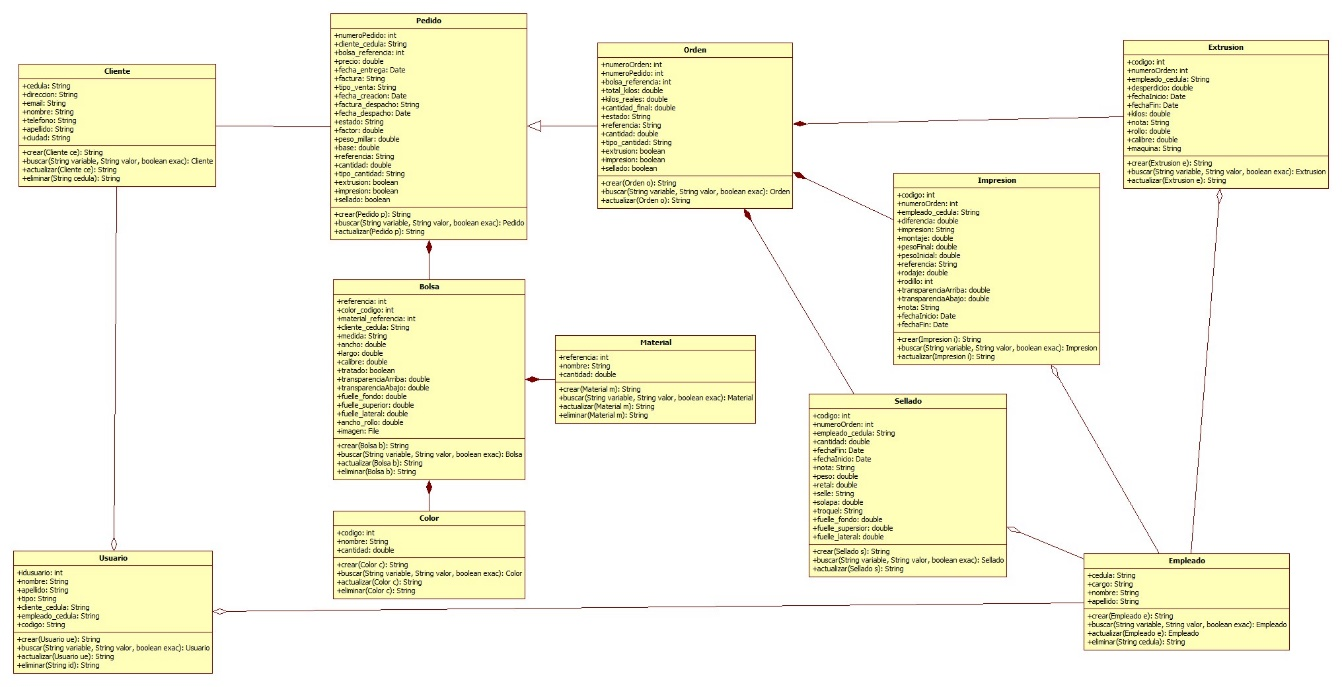 Cliente
+cedula: String
+direccion: String
+email: String
+nombre: String
+telefono: String
+apellido: String
+ciudad: String
+crear(Cliente ce): String
+buscar(String variable, String valor, boolean exac): Cliente
+actualizar(Cliente ce): String
+eliminar(String cedula): String
Pedido
+numeroPedido: int
+cliente_cedula: String
+bolsa_referencia: int
+precio: double
+fecha_entrega: Date
+factura: String
+tipo_venta: String
+fecha_creacion: Date
+factura_despacho: String
+fecha_despacho: Date
+estado: String
+factor: double
+peso_millar: double
+base: double
+referencia: String
+cantidad: double
+tipo_cantidad: String
+extrusion: boolean
+impresion: boolean
+sellado: boolean
+crear(Pedido p): String
+buscar(String variable, String valor, boolean exac): Pedido
+actualizar(Pedido p): String
Orden
+numeroOrden: int
+numeroPedido: int
+bolsa_referencia: int
+total_kilos: double
+kilos_reales: double
+cantidad_final: double
+estado: String
+referencia: String
+cantidad: double
+tipo_cantidad: String
+extrusion: boolean
+impresion: boolean
+sellado: boolean
+crear(Orden o): String
+buscar(String variable, String valor, boolean exac): Orden
+actualizar(Orden o): String
Extrusion
+codigo: int
+numeroOrden: int
+empleado_cedula: String
+desperdicio: double
+fechaInicio: Date
+fechaFin: Date
+kilos: double
+nota: String
+rollo: double
+calibre: double
+maquina: String
+crear(Extrusion e): String
+buscar(String variable, String valor, boolean exac): Extrusion
+actualizar(Extrusion e): String
Impresion
+codigo: int
+numeroOrden: int
+empleado_cedula: String
+diferencia: double
+impresion: String
+montaje: double
+pesoFinal: double
+pesoInicial: double
+referencia: String
+rodaje: double
+rodillo: int
+transparenciaArriba: double
+transparenciaAbajo: double
+nota: String
+fechaInicio: Date
+fechaFin: Date
+crear(Impresion i): String
+buscar(String variable, String valor, boolean exac): Impresion
+actualizar(Impresion i): String
Bolsa
+referencia: int
+color_codigo: int
+material_referencia: int
+cliente_cedula: String
+medida: String
+ancho: double
+largo: double
+calibre: double
+tratado: boolean
+transparenciaArriba: double
+transparenciaAbajo: double
+fuelle_fondo: double
+fuelle_superior: double
+fuelle_lateral: double
+ancho_rollo: double
+imagen: File
+crear(Bolsa b): String
+buscar(String variable, String valor, boolean exac): Bolsa
+actualizar(Bolsa b): String
+eliminar(Bolsa b): String
Material
+referencia: int
+nombre: String
+cantidad: double
+crear(Material m): String
+buscar(String variable, String valor, boolean exac): Material
+actualizar(Material m): String
+eliminar(Material m): String
Sellado
+codigo: int
+numeroOrden: int
+empleado_cedula: String
+cantidad: double
+fechaFin: Date
+fechaInicio: Date
+nota: String
+peso: double
+retal: double
+selle: String
+solapa: double
+troquel: String
+fuelle_fondo: double
+fuelle_supersior: double
+fuelle_lateral: double
+crear(Sellado s): String
+buscar(String variable, String valor, boolean exac): Sellado
+actualizar(Sellado s): String
Color
+codigo: int
+nombre: String
+cantidad: double
+crear(Color c): String
+buscar(String variable, String valor, boolean exac): Color
+actualizar(Color c): String
+eliminar(Color c): String
Usuario
+idusuario: int
+nombre: String
+apellido: String
+tipo: String
+cliente_cedula: String
+empleado_cedula: String
+codigo: String
+crear(Usuario ue): String
+buscar(String variable, String valor, boolean exac): Usuario
+actualizar(Usuario ue): String
+eliminar(String id): String
Empleado
+cedula: String
+cargo: String
+nombre: String
+apellido: String
+crear(Empleado e): String
+buscar(String variable, String valor, boolean exac): Empleado
+actualizar(Empleado e): Empleado
+eliminar(String cedula): String